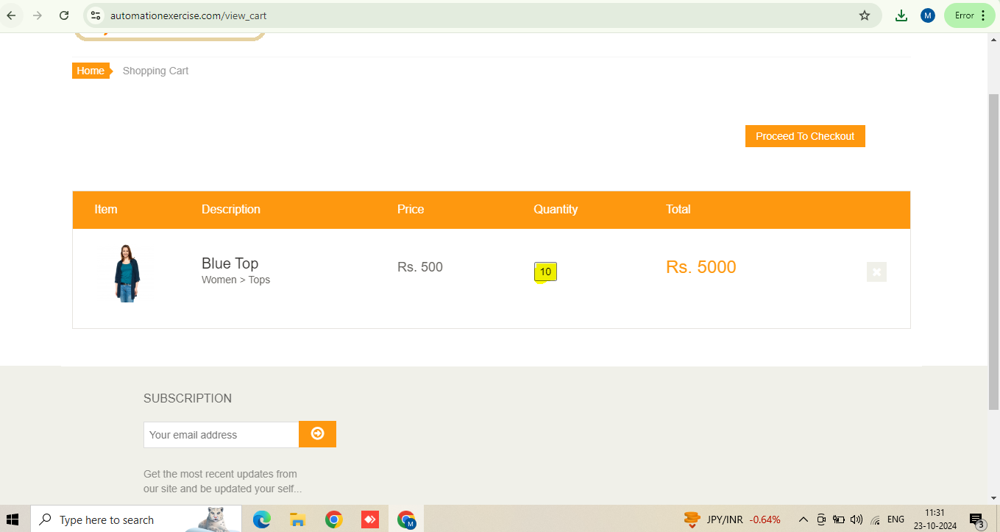 automationexercise.com/view_cart
M
Error
Home
Shopping Cart
Proceed To Checkout
Item Description Price Quantity Total
Blue Top
Women > Tops
Rs. 500
10
Rs. 5000
SUBSCRIPTION
Your email address
Get the most recent updates from
our site and be updated your self...
Type here to search
M
JPY/INR -0.64%
ENG
11:31
23-10-2024
3